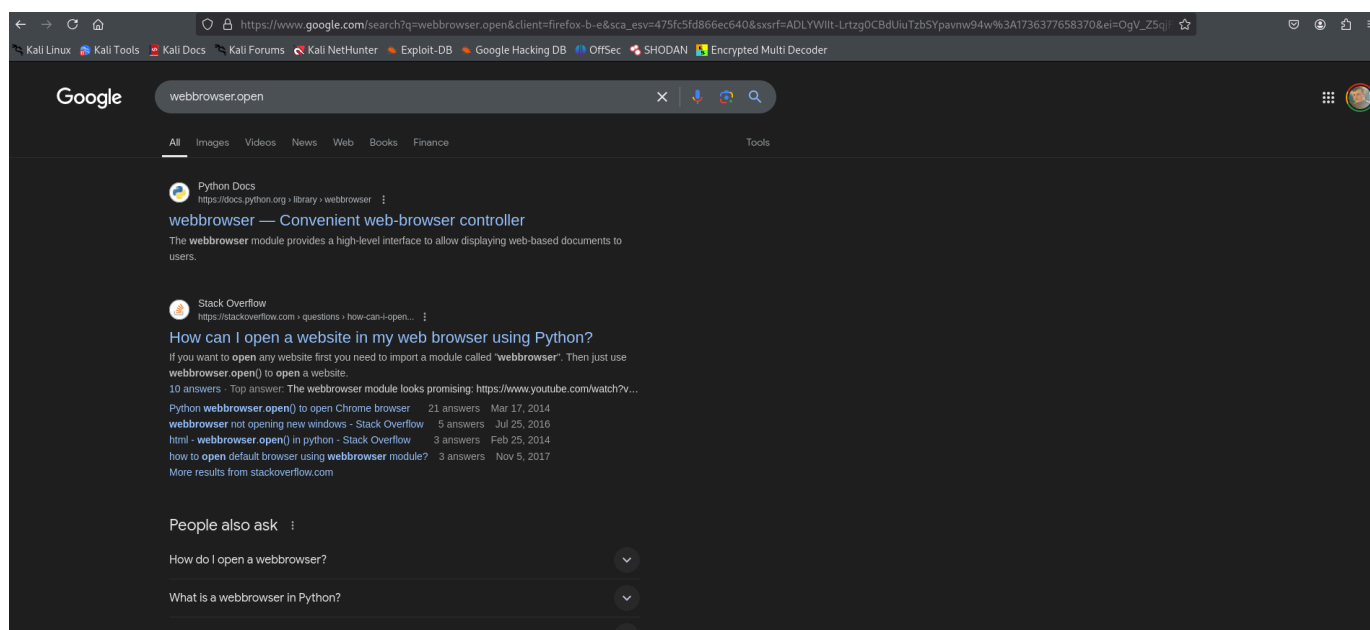 https://www.google.com/search?q=webbrowser.open&client=firefox-b-e&sca_esv=475fc5fd866ec640&sxsrf=ADLYWIIt-Lrtzg0CBdUiuTzbSYpavnw94w%3A1736377658370&ei=OgV_Z5qjF
Kali Linux Kali Tools Kali Docs Kali Forums Kali NetHunter Exploit-DB Google Hacking DB OffSec SHODAN Encrypted Multi Decoder
Google webbrowser.open
All Images Videos News Web Books Finance Tools
Python Docs
https://docs.python.org › library › webbrowser
webbrowser — Convenient web-browser controller
The webbrowser module provides a high-level interface to allow displaying web-based documents to
users.
Stack Overflow
https://stackoverflow.com › questions › how-can-i-open...
How can I open a website in my web browser using Python?
If you want to open any website first you need to import a module called "webbrowser". Then just use
webbrowser.open() to open a website.
10 answers · Top answer: The webbrowser module looks promising: https://www.youtube.com/watch?v...
Python webbrowser.open() to open Chrome browser 21 answers Mar 17, 2014
webbrowser not opening new windows - Stack Overflow 5 answers Jul 25, 2016
html - webbrowser.open() in python - Stack Overflow 3 answers Feb 25, 2014
how to open default browser using webbrowser module? 3 answers Nov 5, 2017
More results from stackoverflow.com
People also ask
How do I open a webbrowser?
What is a webbrowser in Python?